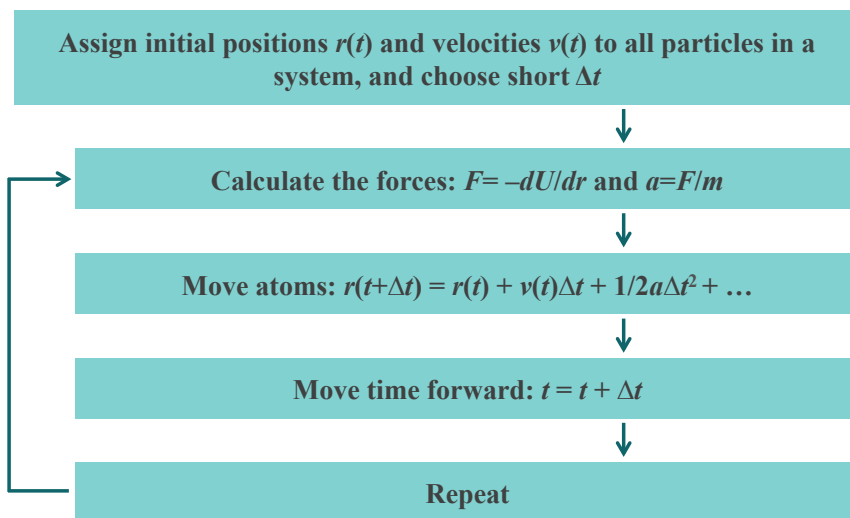 Assign initial positions r(t) and velocities v(t) to all particles in a
system, and choose short Δt
Calculate the forces: F= –dU/dr and a=F/m
Move atoms: r(t+Δt) = r(t) + v(t)Δt + 1/2aΔt² + …
Move time forward: t = t + Δt
Repeat